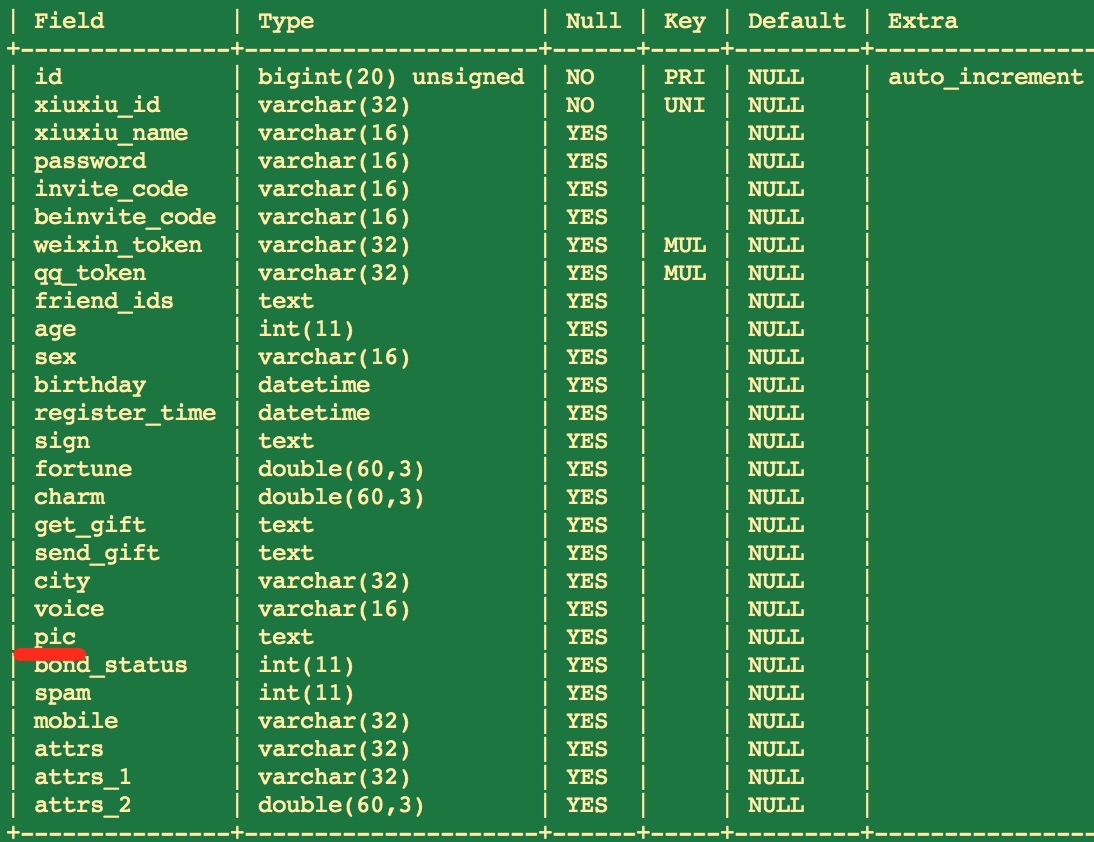 | Field | Type | Null | Key | Default | Extra
+---------------+---------------------+------+-----+---------+----------------
| id | bigint(20) unsigned | NO | PRI | NULL | auto_increment
| xiuxiu_id | varchar(32) | NO | UNI | NULL |
| xiuxiu_name | varchar(16) | YES | | NULL |
| password | varchar(16) | YES | | NULL |
| invite_code | varchar(16) | YES | | NULL |
| beinvite_code | varchar(16) | YES | | NULL |
| weixin_token | varchar(32) | YES | MUL | NULL |
| qq_token | varchar(32) | YES | MUL | NULL |
| friend_ids | text | YES | | NULL |
| age | int(11) | YES | | NULL |
| sex | varchar(16) | YES | | NULL |
| birthday | datetime | YES | | NULL |
| register_time | datetime | YES | | NULL |
| sign | text | YES | | NULL |
| fortune | double(60,3) | YES | | NULL |
| charm | double(60,3) | YES | | NULL |
| get_gift | text | YES | | NULL |
| send_gift | text | YES | | NULL |
| city | varchar(32) | YES | | NULL |
| voice | varchar(16) | YES | | NULL |
| pic | text | YES | | NULL |
| bond_status | int(11) | YES | | NULL |
| spam | int(11) | YES | | NULL |
| mobile | varchar(32) | YES | | NULL |
| attrs | varchar(32) | YES | | NULL |
| attrs_1 | varchar(32) | YES | | NULL |
| attrs_2 | double(60,3) | YES | | NULL |
+---------------+---------------------+------+-----+---------+----------------